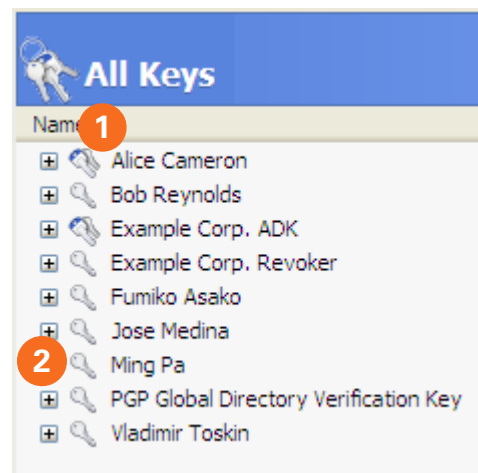 All Keys
Name
1
Alice Cameron
Bob Reynolds
Example Corp. ADK
Example Corp. Revoker
Fumiko Asako
Jose Medina
2
Ming Pa
PGP Global Directory Verification Key
Vladimir Toskin